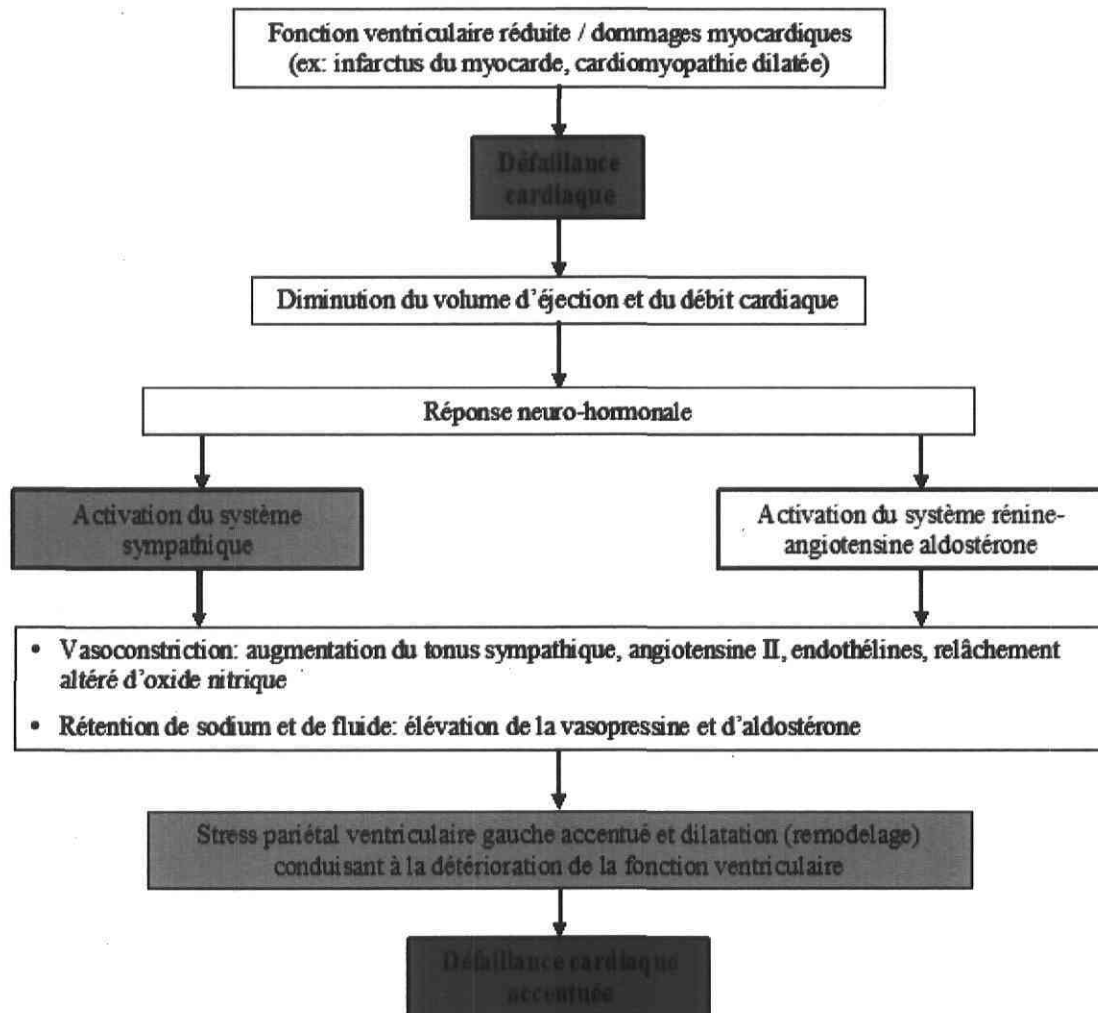 Fonction ventriculaire réduite / dommages myocardiques
(ex: infarctus du myocarde, cardiomyopathie dilatée)
Défaillance
cardiaque
Diminution du volume d'éjection et du débit cardiaque
Réponse neuro-hormonale
Activation du système
sympathique
Activation du système rénine-
angiotensine aldostérone
• Vasoconstriction: augmentation du tonus sympathique, angiotensine II, endothélines, relâchement
altéré d'oxide nitrique
• Rétention de sodium et de fluide: élévation de la vasopressine et d'aldostérone
Stress pariétal ventriculaire gauche accentué et dilatation (remodelage)
conduisant à la détérioration de la fonction ventriculaire
Défaillance cardiaque
accentuée